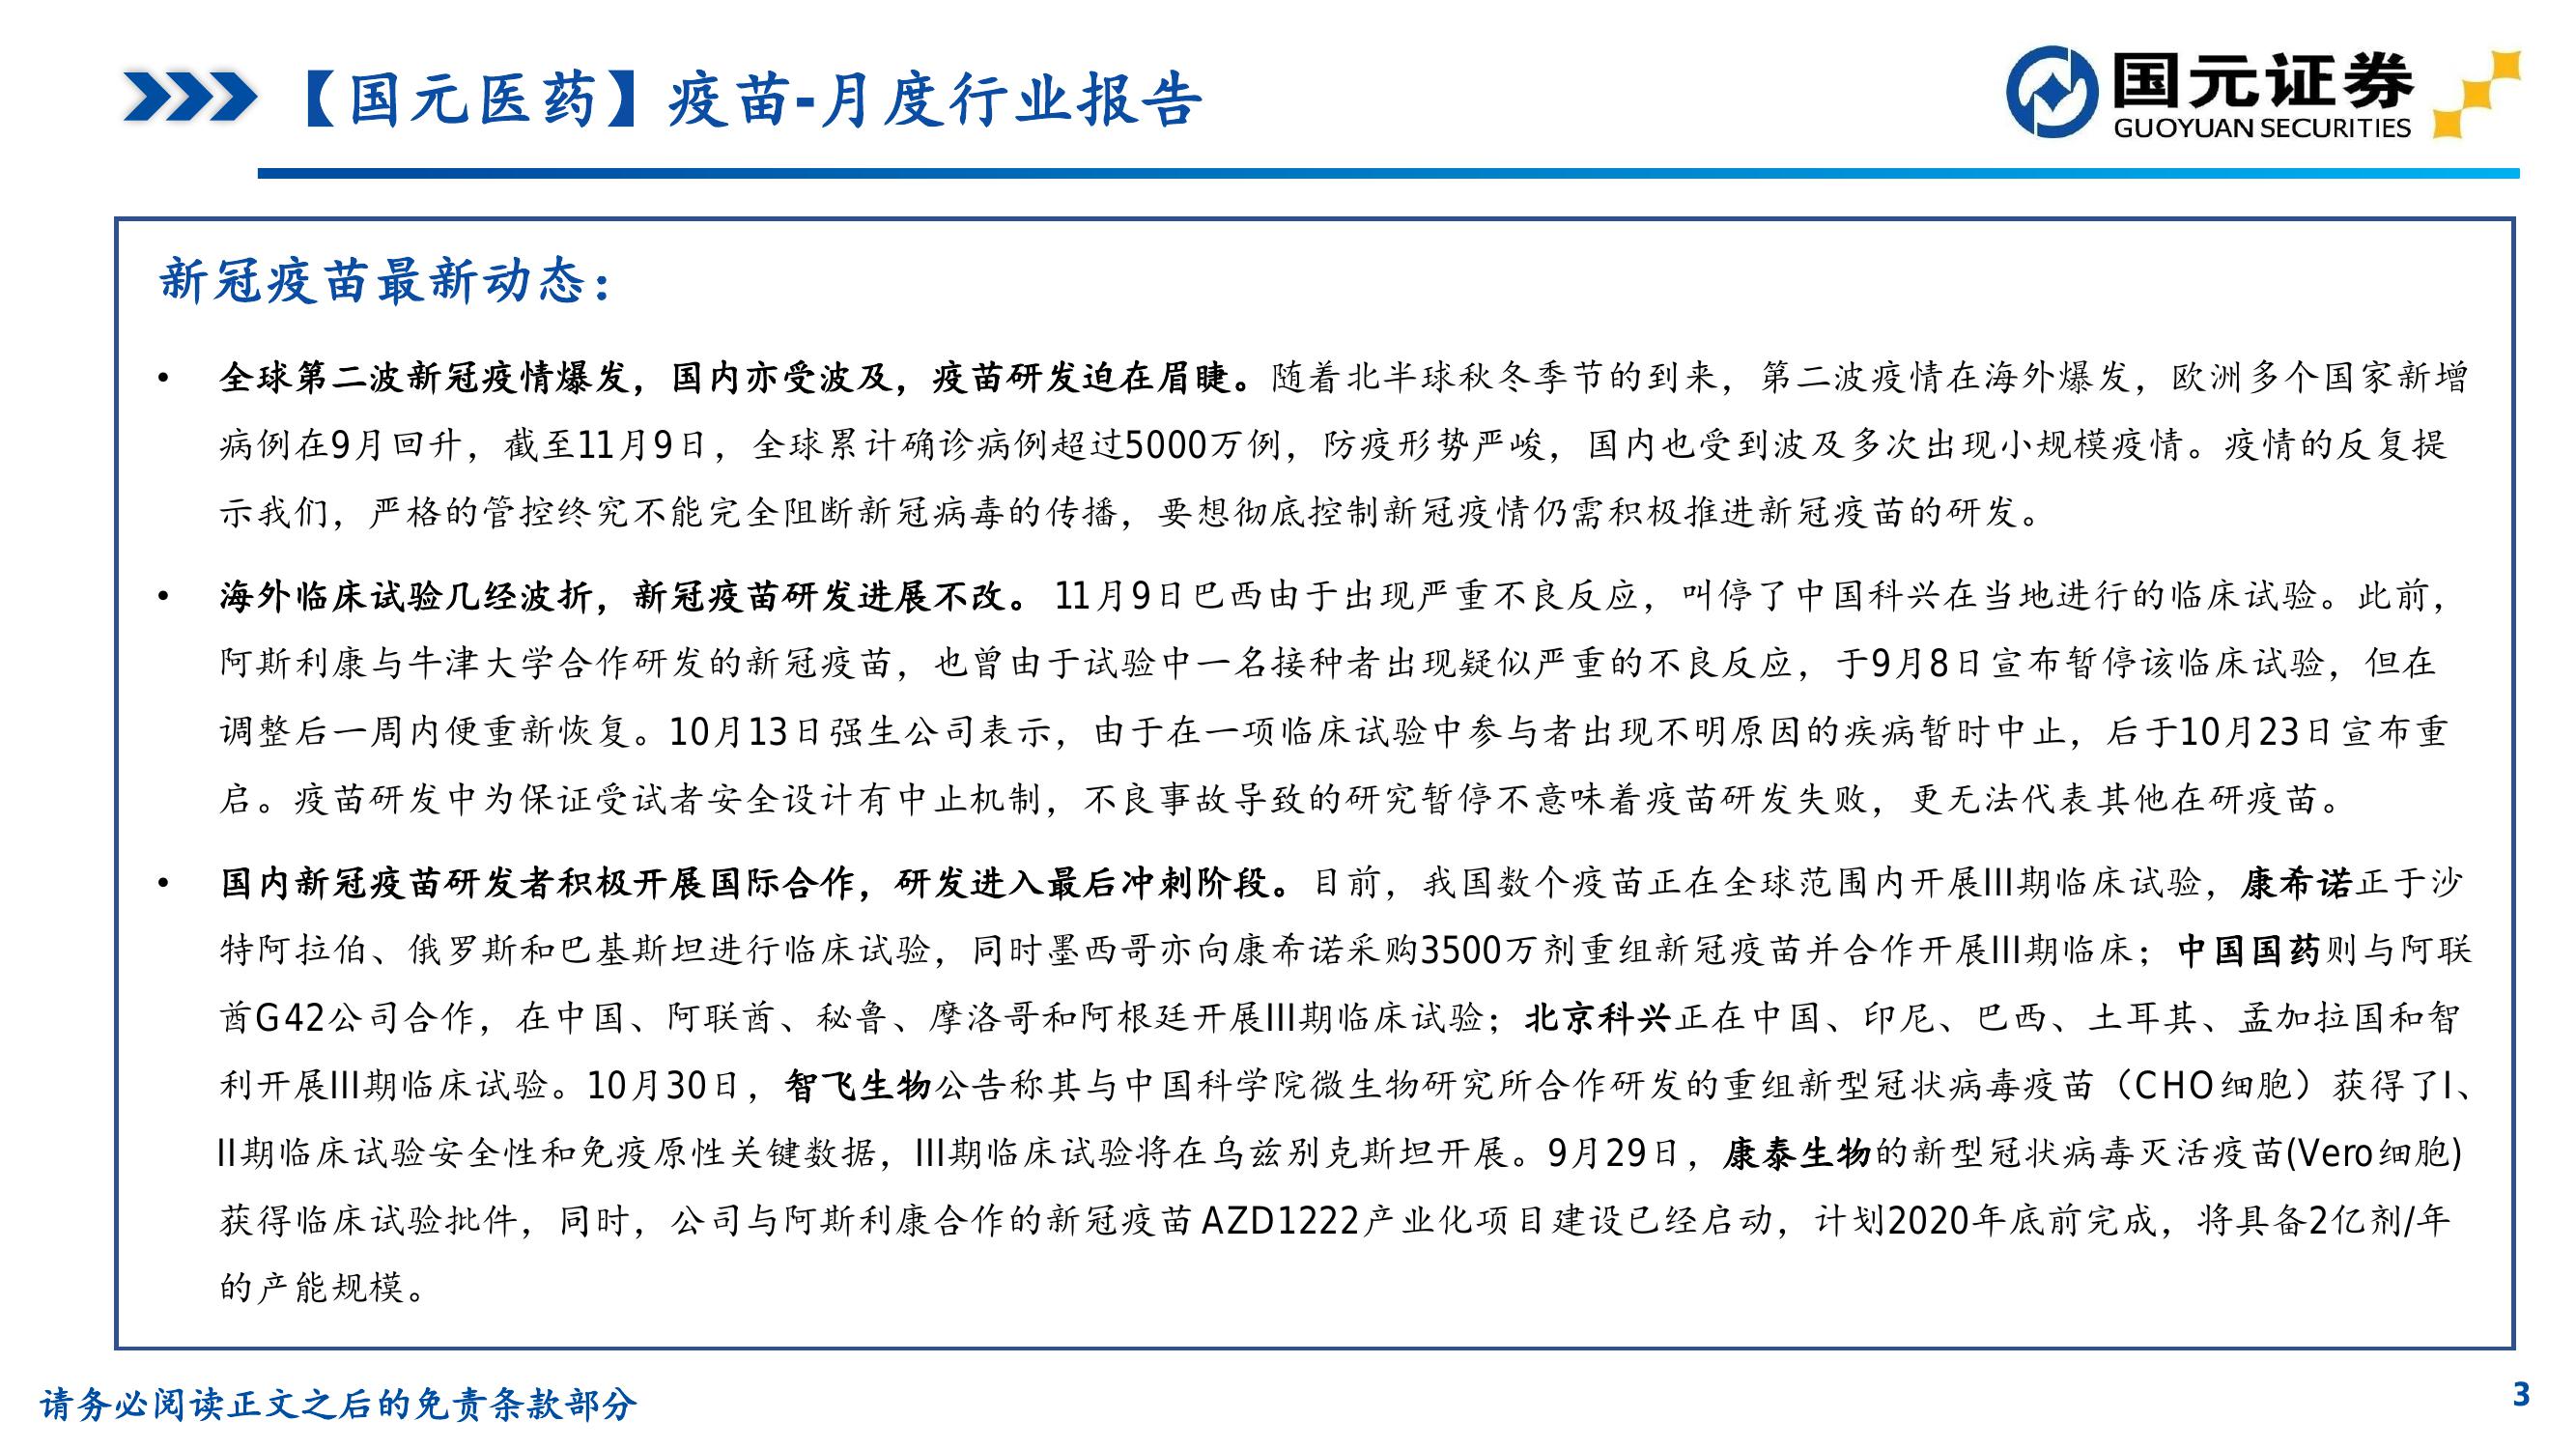 【国元医药】疫苗-月度行业报告
国元证券
GUOYUAN SECURITIES
新冠疫苗最新动态：
• 全球第二波新冠疫情爆发，国内亦受波及，疫苗研发迫在眉睫。随着北半球秋冬季节的到来，第二波疫情在海外爆发，欧洲多个国家新增
病例在9月回升，截至11月9日，全球累计确诊病例超过5000万例，防疫形势严峻，国内也受到波及多次出现小规模疫情。疫情的反复提
示我们，严格的管控终究不能完全阻断新冠病毒的传播，要想彻底控制新冠疫情仍需积极推进新冠疫苗的研发。
• 海外临床试验几经波折，新冠疫苗研发进展不改。11月9日巴西由于出现严重不良反应，叫停了中国科兴在当地进行的临床试验。此前，
阿斯利康与牛津大学合作研发的新冠疫苗，也曾由于试验中一名接种者出现疑似严重的不良反应，于9月8日宣布暂停该临床试验，但在
调整后一周内便重新恢复。10月13日强生公司表示，由于在一项临床试验中参与者出现不明原因的疾病暂时中止，后于10月23日宣布重
启。疫苗研发中为保证受试者安全设计有中止机制，不良事故导致的研究暂停不意味着疫苗研发失败，更无法代表其他在研疫苗。
• 国内新冠疫苗研发者积极开展国际合作，研发进入最后冲刺阶段。目前，我国数个疫苗正在全球范围内开展III期临床试验，康希诺正于沙
特阿拉伯、俄罗斯和巴基斯坦进行临床试验，同时墨西哥亦向康希诺采购3500万剂重组新冠疫苗并合作开展III期临床；中国国药则与阿联
酋G42公司合作，在中国、阿联酋、秘鲁、摩洛哥和阿根廷开展III期临床试验；北京科兴正在中国、印尼、巴西、土耳其、孟加拉国和智
利开展III期临床试验。10月30日，智飞生物公告称其与中国科学院微生物研究所合作研发的重组新型冠状病毒疫苗（CHO细胞）获得了I、
II期临床试验安全性和免疫原性关键数据，III期临床试验将在乌兹别克斯坦开展。9月29日，康泰生物的新型冠状病毒灭活疫苗(Vero细胞)
获得临床试验批件，同时，公司与阿斯利康合作的新冠疫苗AZD1222产业化项目建设已经启动，计划2020年底前完成，将具备2亿剂/年
的产能规模。
请务必阅读正文之后的免责条款部分
3